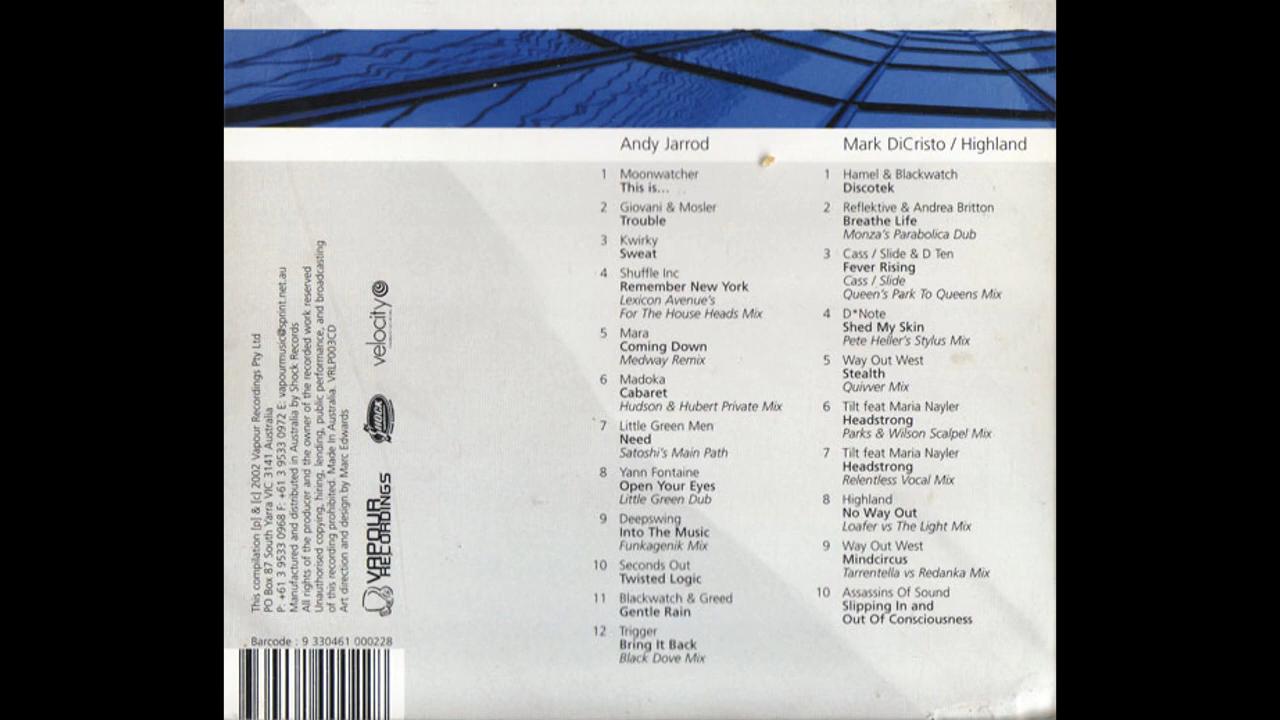 Andy Jarrod
1 Moonwatcher
This is...
2 Giovani & Mosler
Trouble
3 Kwirky
Sweat
4 Shuffle Inc
Remember New York
Lexicon Avenue's
For The House Heads Mix
5 Mara
Coming Down
Medway Remix
6 Madoka
Cabaret
Hudson & Hubert Private Mix
7 Little Green Men
Need
Satoshi's Main Path
8 Yann Fontaine
Open Your Eyes
Little Green Dub
9 Deepswing
Into The Music
Funkagenik Mix
10 Seconds Out
Twisted Logic
11 Blackwatch & Greed
Gentle Rain
12 Trigger
Bring It Back
Black Dove Mix
Mark DiCristo / Highland
1 Hamel & Blackwatch
Discotek
2 Reflektive & Andrea Britton
Breathe Life
Monza's Parabolica Dub
3 Cass / Slide & D Ten
Fever Rising
Cass / Slide
Queen's Park To Queens Mix
4 D*Note
Shed My Skin
Pete Heller's Stylus Mix
5 Way Out West
Stealth
Quivver Mix
6 Tilt feat Maria Nayler
Headstrong
Parks & Wilson Scalpel Mix
7 Tilt feat Maria Nayler
Headstrong
Relentless Vocal Mix
8 Highland
No Way Out
Loafer vs The Light Mix
9 Way Out West
Mindcircus
Tarrentella vs Redanka Mix
10 Assassins Of Sound
Slipping In and
Out Of Consciousness
This compilation [p] & [c] 2002 Vapour Recordings Pty Ltd
PO Box 87 South Yarra VIC 3141 Australia
P: +61 3 9533 0968 F: +61 3 9533 0972 E: vapourmusic@sprint.net.au
Manufactured and distributed in Australia by Shock Records
All rights of the producer and the owner of the recorded work reserved
Unauthorised copying, hiring, lending, public performance, and broadcasting
of this recording prohibited. Made In Australia. VRLP003CD
Art direction and design by Marc Edwards
VAPOUR
RECORDINGS
SHOCK
velocity
Barcode : 9 330461 000228